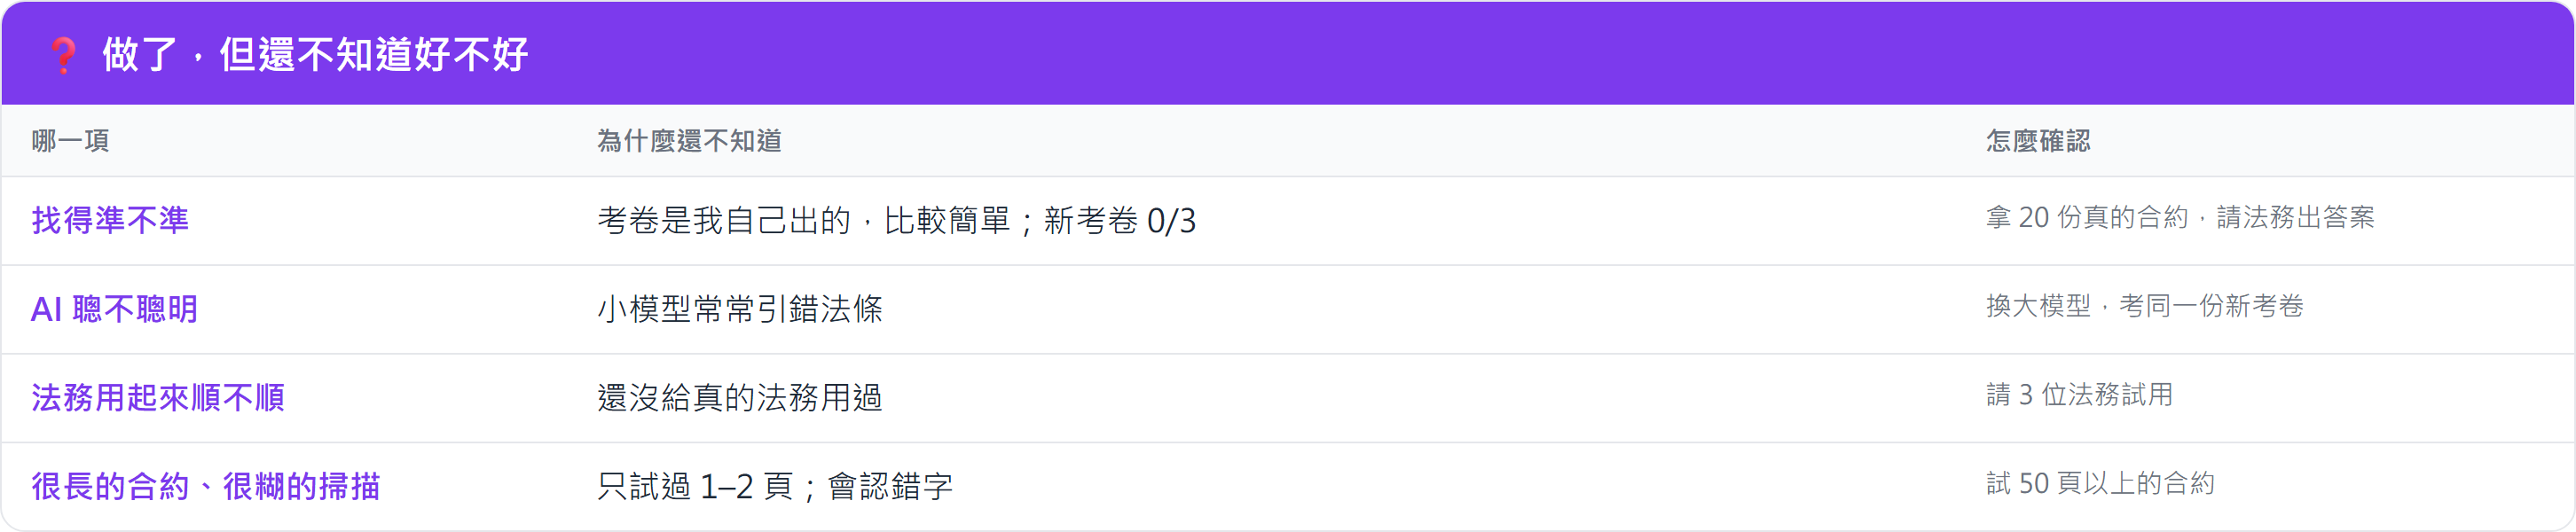 ❓ 做了，但還不知道好不好
哪一項 為什麼還不知道 怎麼確認
找得準不準 考卷是我自己出的，比較簡單；新考卷 0/3 拿 20 份真的合約，請法務出答案
AI 聰不聰明 小模型常常引錯法條 換大模型，考同一份新考卷
法務用起來順不順 還沒給真的法務用過 請 3 位法務試用
很長的合約、很糊的掃描 只試過 1–2 頁；會認錯字 試 50 頁以上的合約